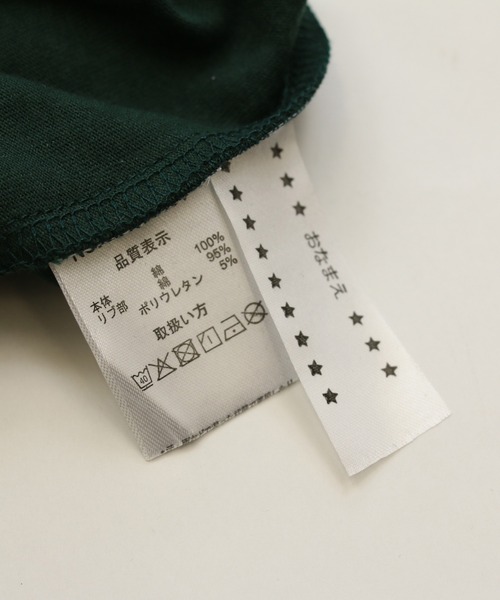 品質表示
本体 綿 100%
リブ部 綿 95%
ポリウレタン 5%
取扱い方
40
おなまえ